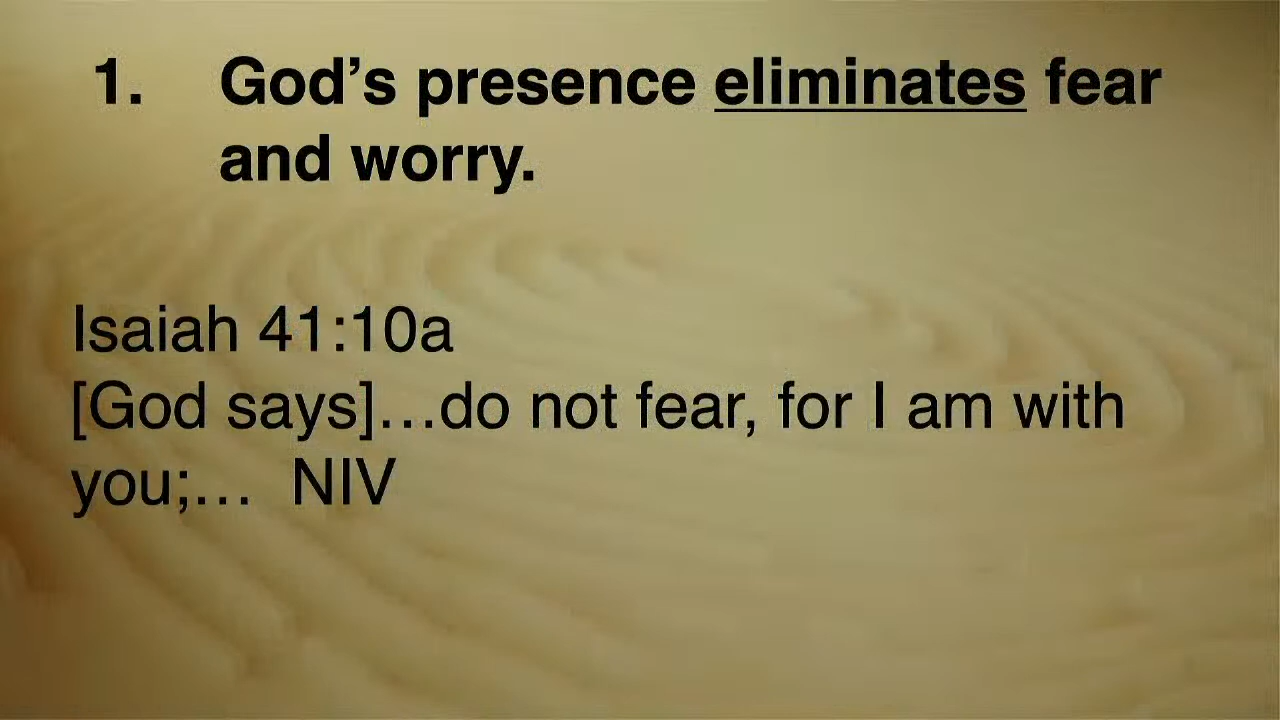 1. God’s presence eliminates fear
and worry.
Isaiah 41:10a
[God says]…do not fear, for I am with
you;… NIV